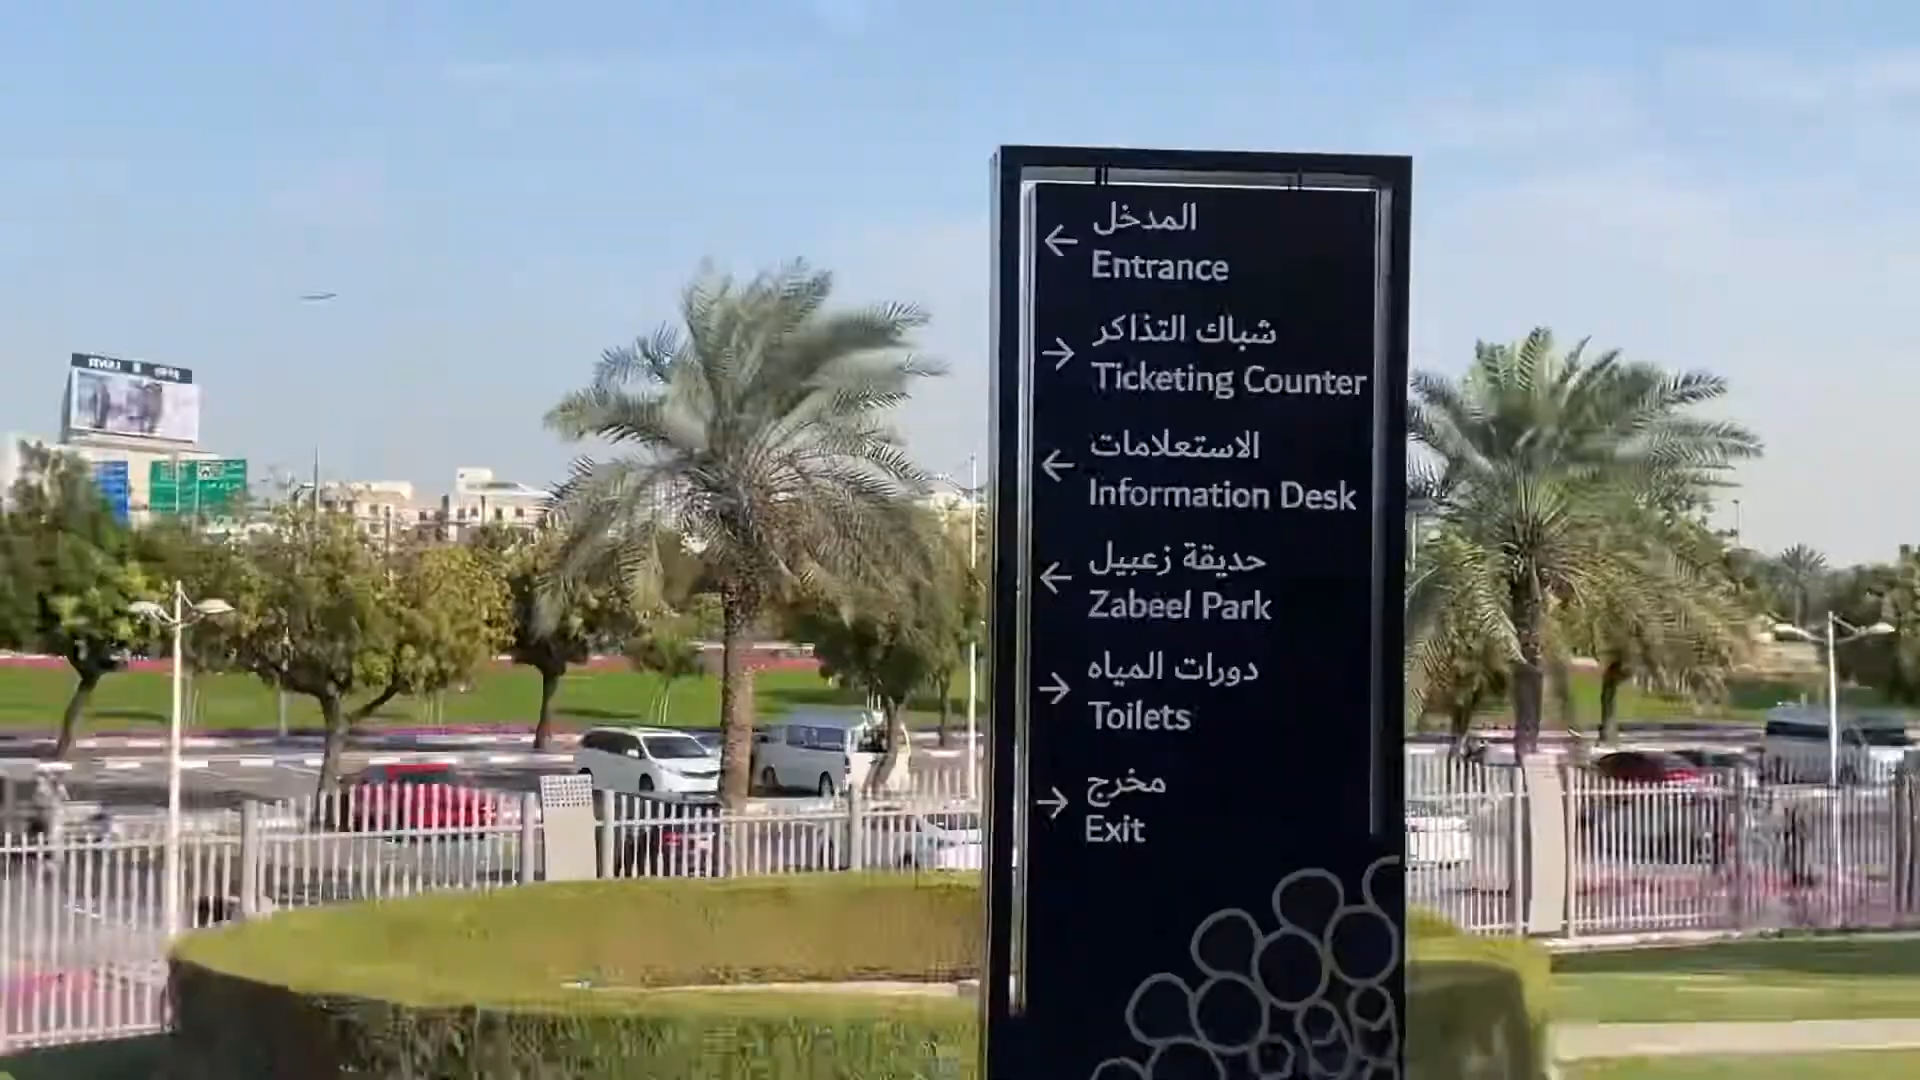 المدخل
Entrance
شباك التذاكر
Ticketing Counter
الاستعلامات
Information Desk
حديقة زعبيل
Zabeel Park
دورات المياه
Toilets
مخرج
Exit